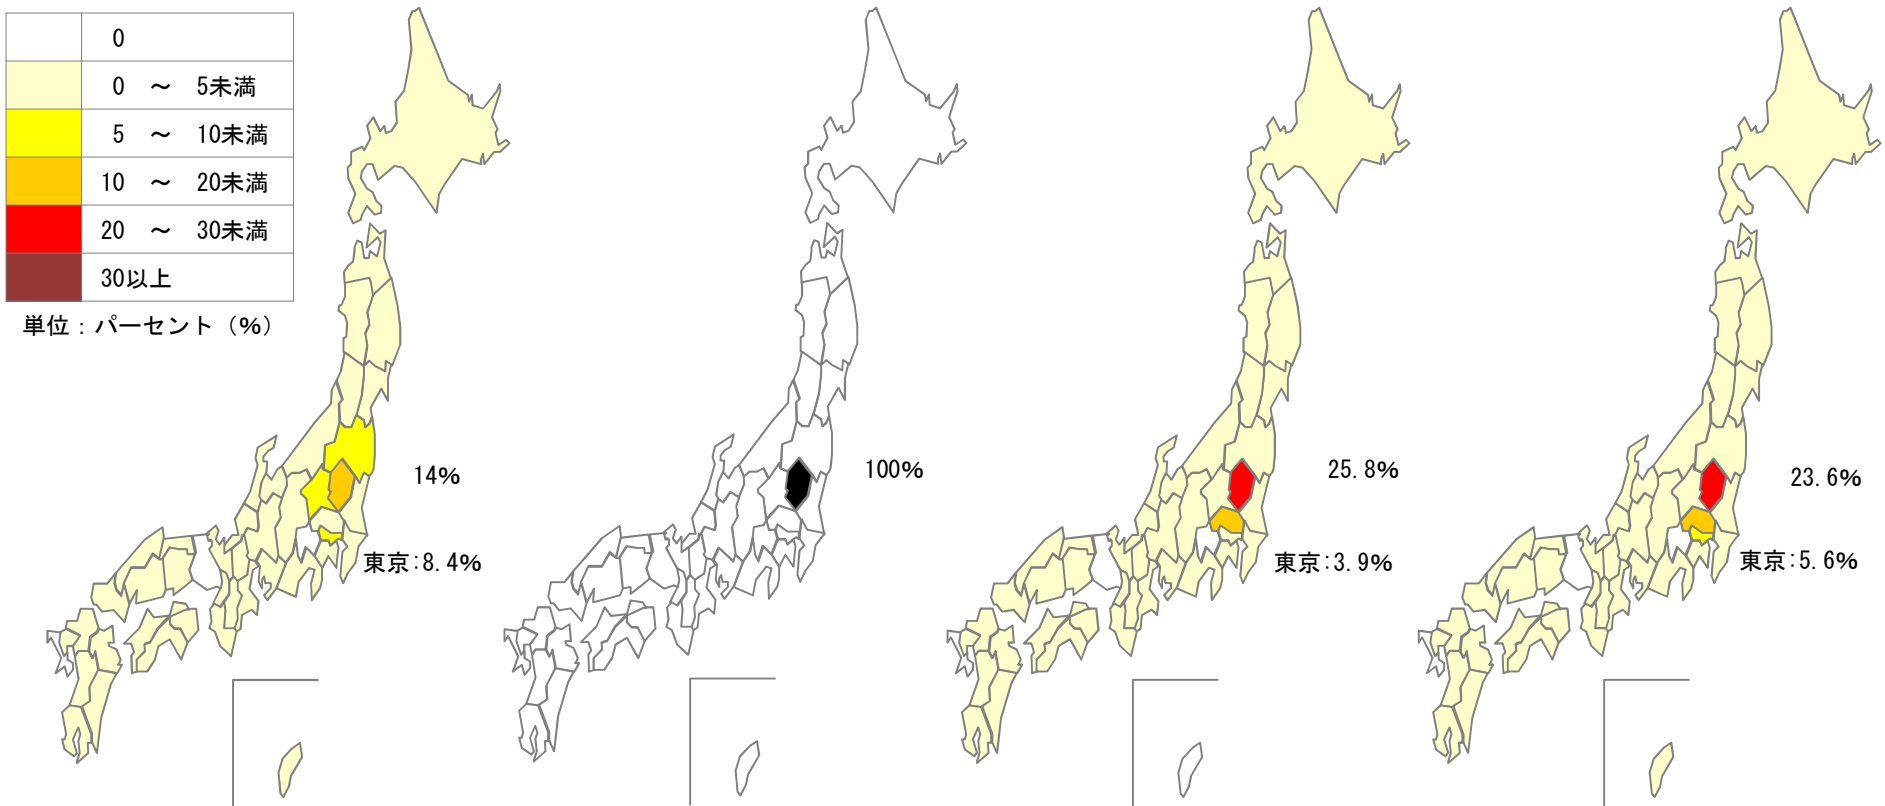 0
0 ～ 5未満
5 ～ 10未満
10 ～ 20未満
20 ～ 30未満
30以上
単位：パーセント（%）
14%
東京:8.4%
100%
25.8%
東京:3.9%
23.6%
東京:5.6%